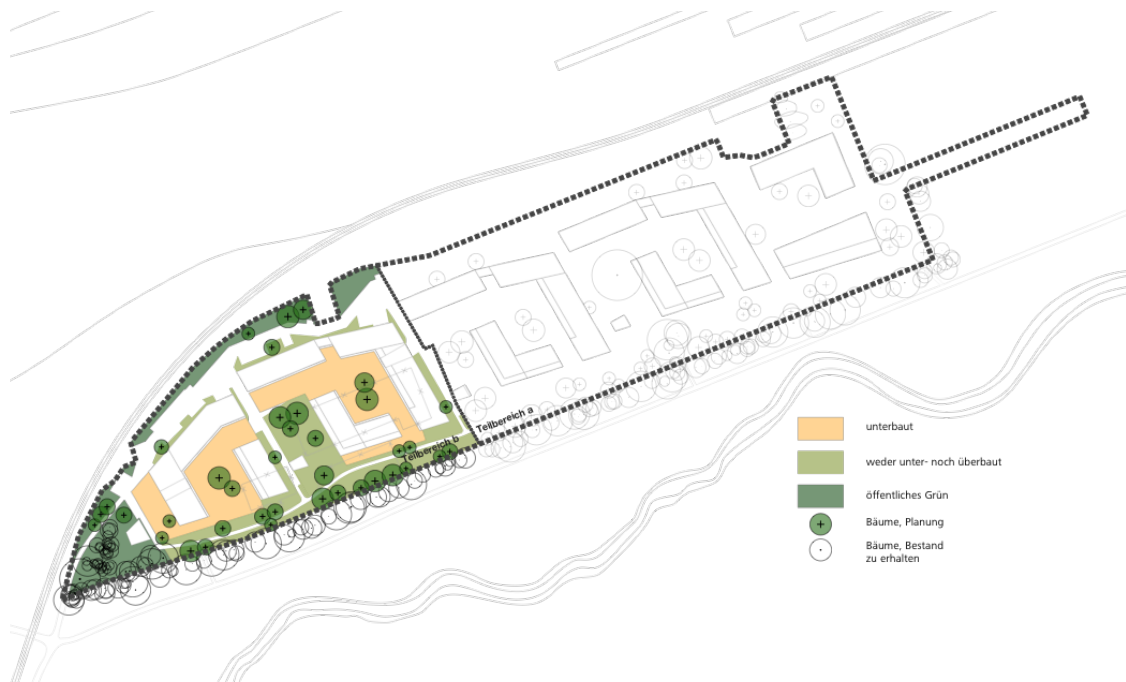 Teilbereich a
Teilbereich b
unterbaut
weder unter- noch überbaut
öffentliches Grün
Bäume, Planung
Bäume, Bestand
zu erhalten